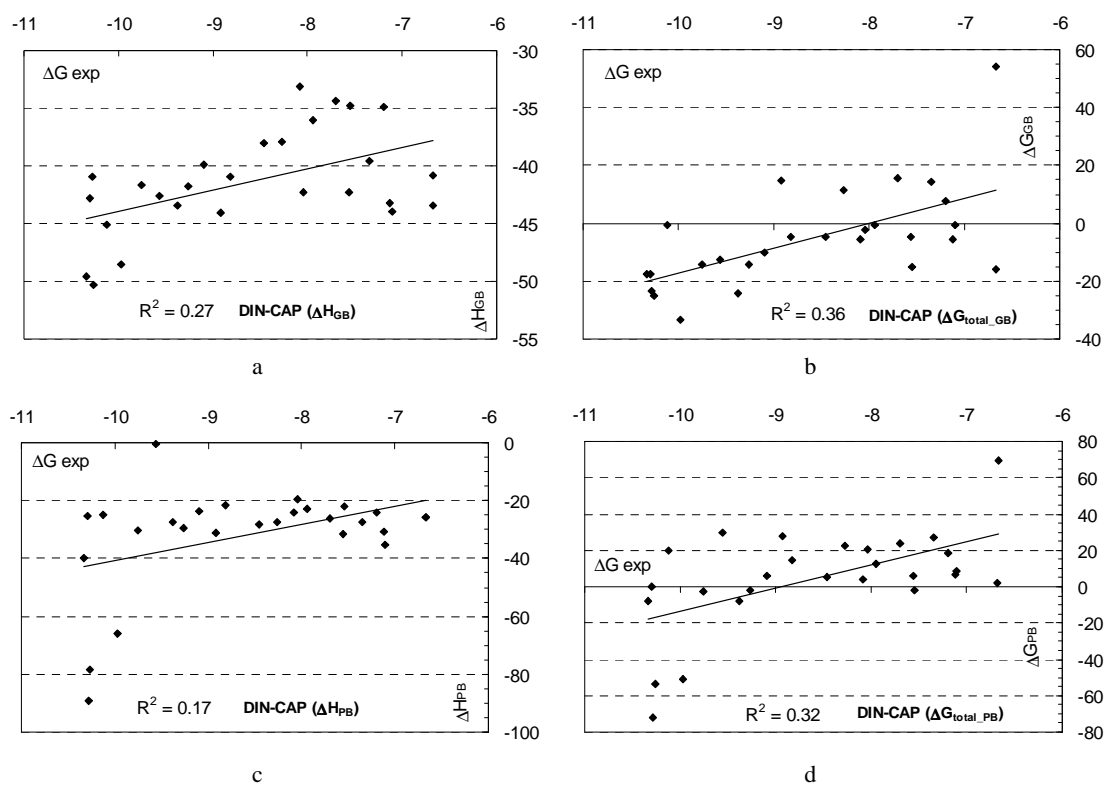 -11 -10 -9 -8 -7 -6
ΔG exp
-30
-35
-40
-45
-50
-55
ΔHGB
R² = 0.27 DIN-CAP (ΔHGB)
a
-11 -10 -9 -8 -7 -6
ΔG exp
60
40
20
0
-20
-40
ΔGGB
R² = 0.36 DIN-CAP (ΔGtotal_GB)
b
-11 -10 -9 -8 -7 -6
ΔG exp
0
-20
-40
-60
-80
-100
ΔHPB
R² = 0.17 DIN-CAP (ΔHPB)
c
-11 -10 -9 -8 -7 -6
ΔG exp
80
60
40
20
0
-20
-40
-60
-80
ΔGPB
R² = 0.32 DIN-CAP (ΔGtotal_PB)
d